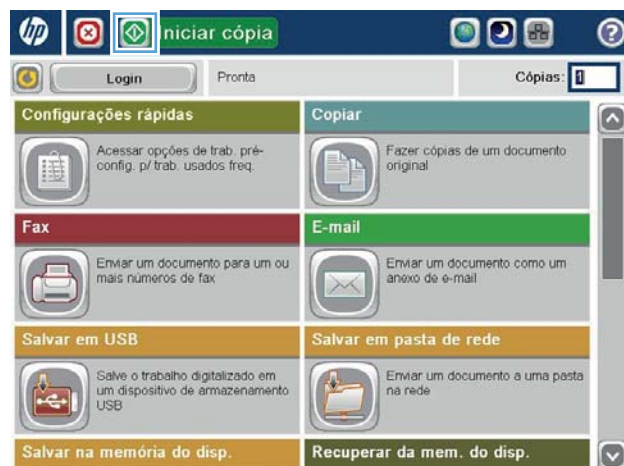 hp
Iniciar cópia
?
Login
Pronta
Cópias: 1
Configurações rápidas
Acessar opções de trab. pré-
config. p/ trab. usados freq.
Copiar
Fazer cópias de um documento
original
Fax
Enviar um documento para um ou
mais números de fax
E-mail
Enviar um documento como um
anexo de e-mail
Salvar em USB
Salve o trabalho digitalizado em
um dispositivo de armazenamento
USB
Salvar em pasta de rede
Enviar um documento a uma pasta
na rede
Salvar na memória do disp.
Recuperar da mem. do disp.